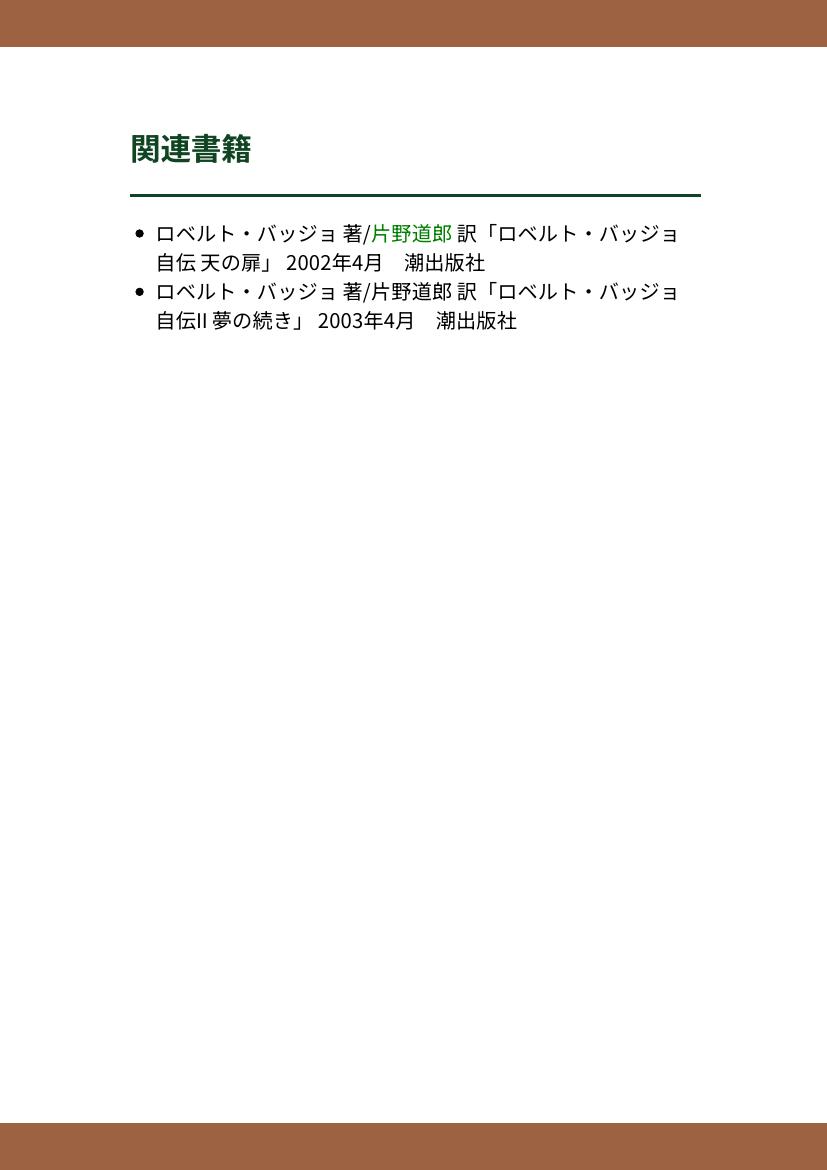 関連書籍
ロベルト・バッジョ 著/片野道郎 訳「ロベルト・バッジョ
自伝 天の扉」 2002年4月　潮出版社
ロベルト・バッジョ 著/片野道郎 訳「ロベルト・バッジョ
自伝II 夢の続き」 2003年4月　潮出版社